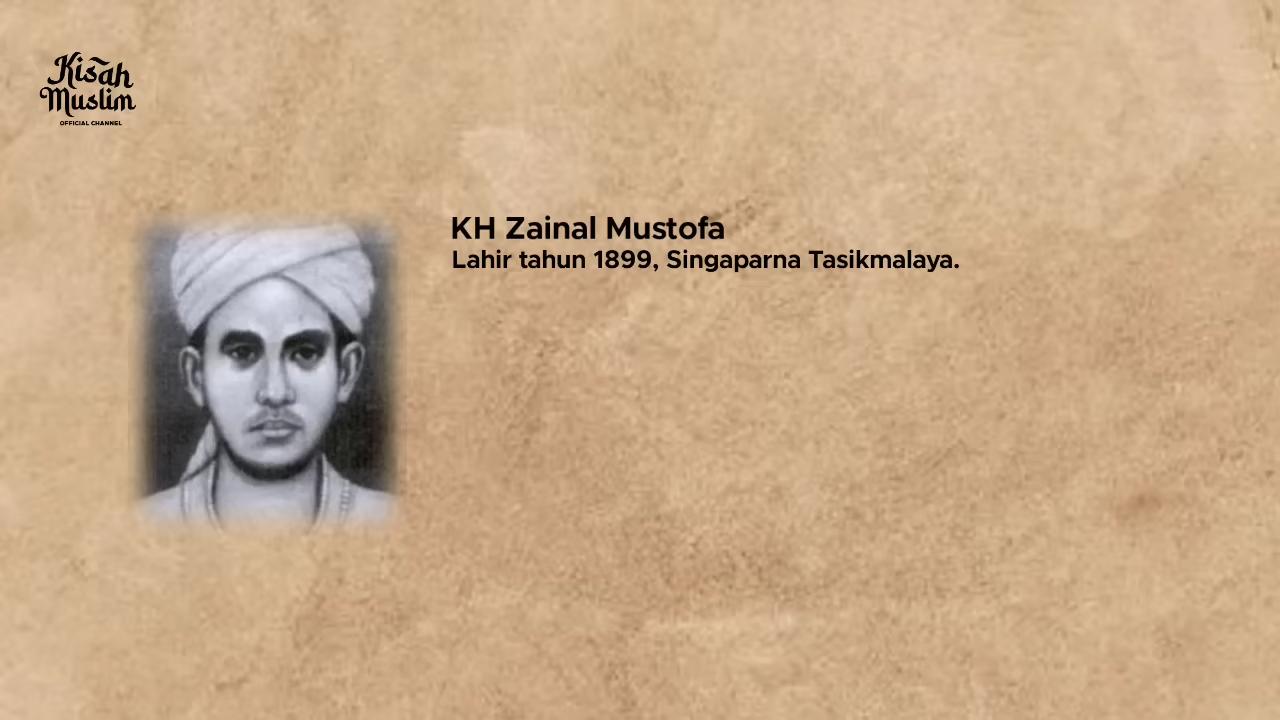 Kisah
Muslim
OFFICIAL CHANNEL
KH Zainal Mustofa
Lahir tahun 1899, Singaparna Tasikmalaya.